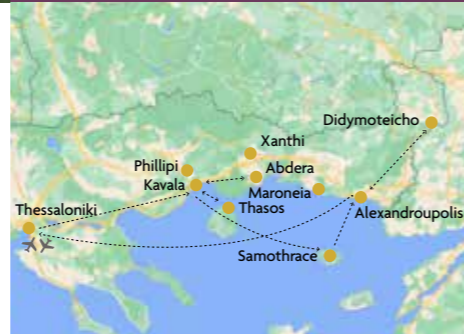 Didymoteicho
Xanthi
Phillipi
Abdera
Kavala
Maroneia
Thessaloniki
Thasos
Alexandroupolis
Samothrace